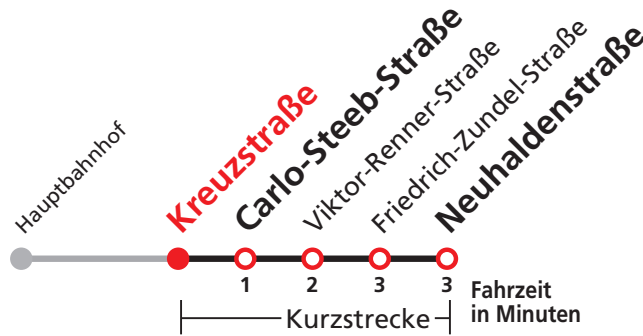 Hauptbahnhof
Kreuzstraße
Carlo-Steeb-Straße
Viktor-Renner-Straße
Friedrich-Zundel-Straße
Neuhaldenstraße
1 2 3 3
Fahrzeit
in Minuten
Kurzstrecke